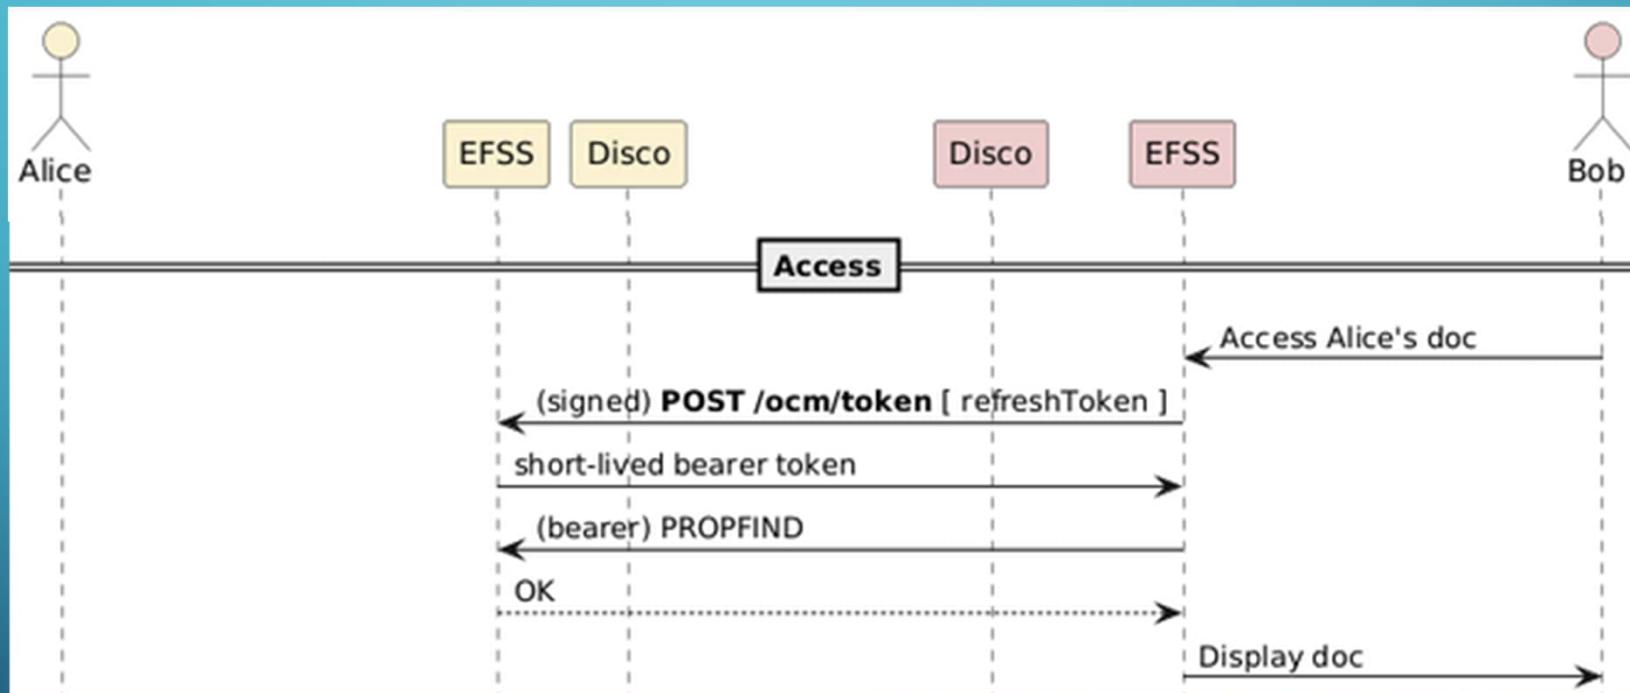 EFSS Disco Disco EFSS
Alice Bob
Access
Access Alice's doc
(signed) POST /ocm/token [ refreshToken ]
short-lived bearer token
(bearer) PROPFIND
OK
Display doc